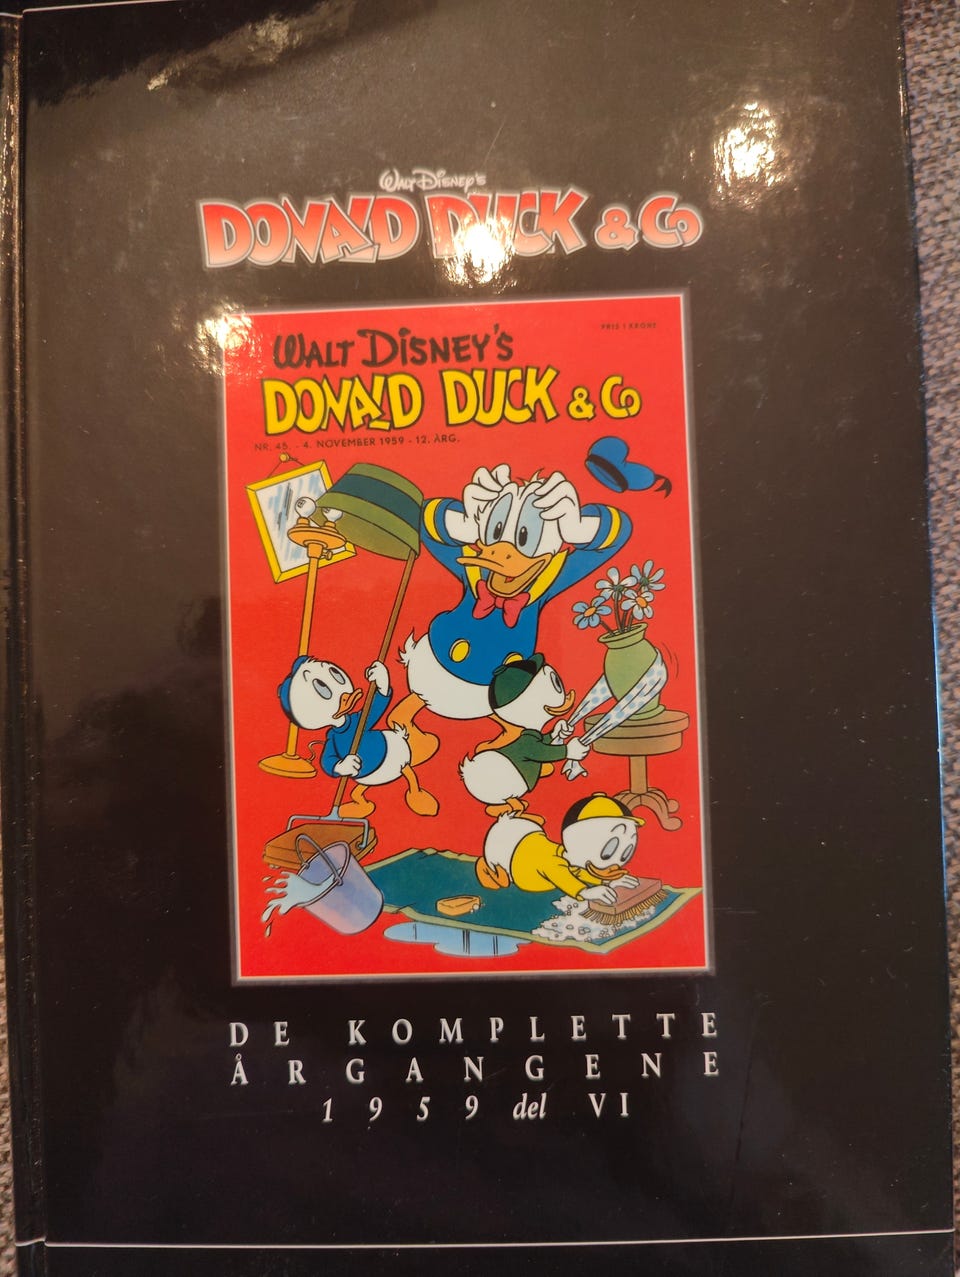 Walt Disney's
DONALD DUCK & Co
PRIS 1 KRONE
WALT DISNEY'S
DONALD DUCK & Co
NR. 45. - 4. NOVEMBER 1959 - 12. ÅRG.
DE KOMPLETTE
ÅRGANGENE
1959 del VI